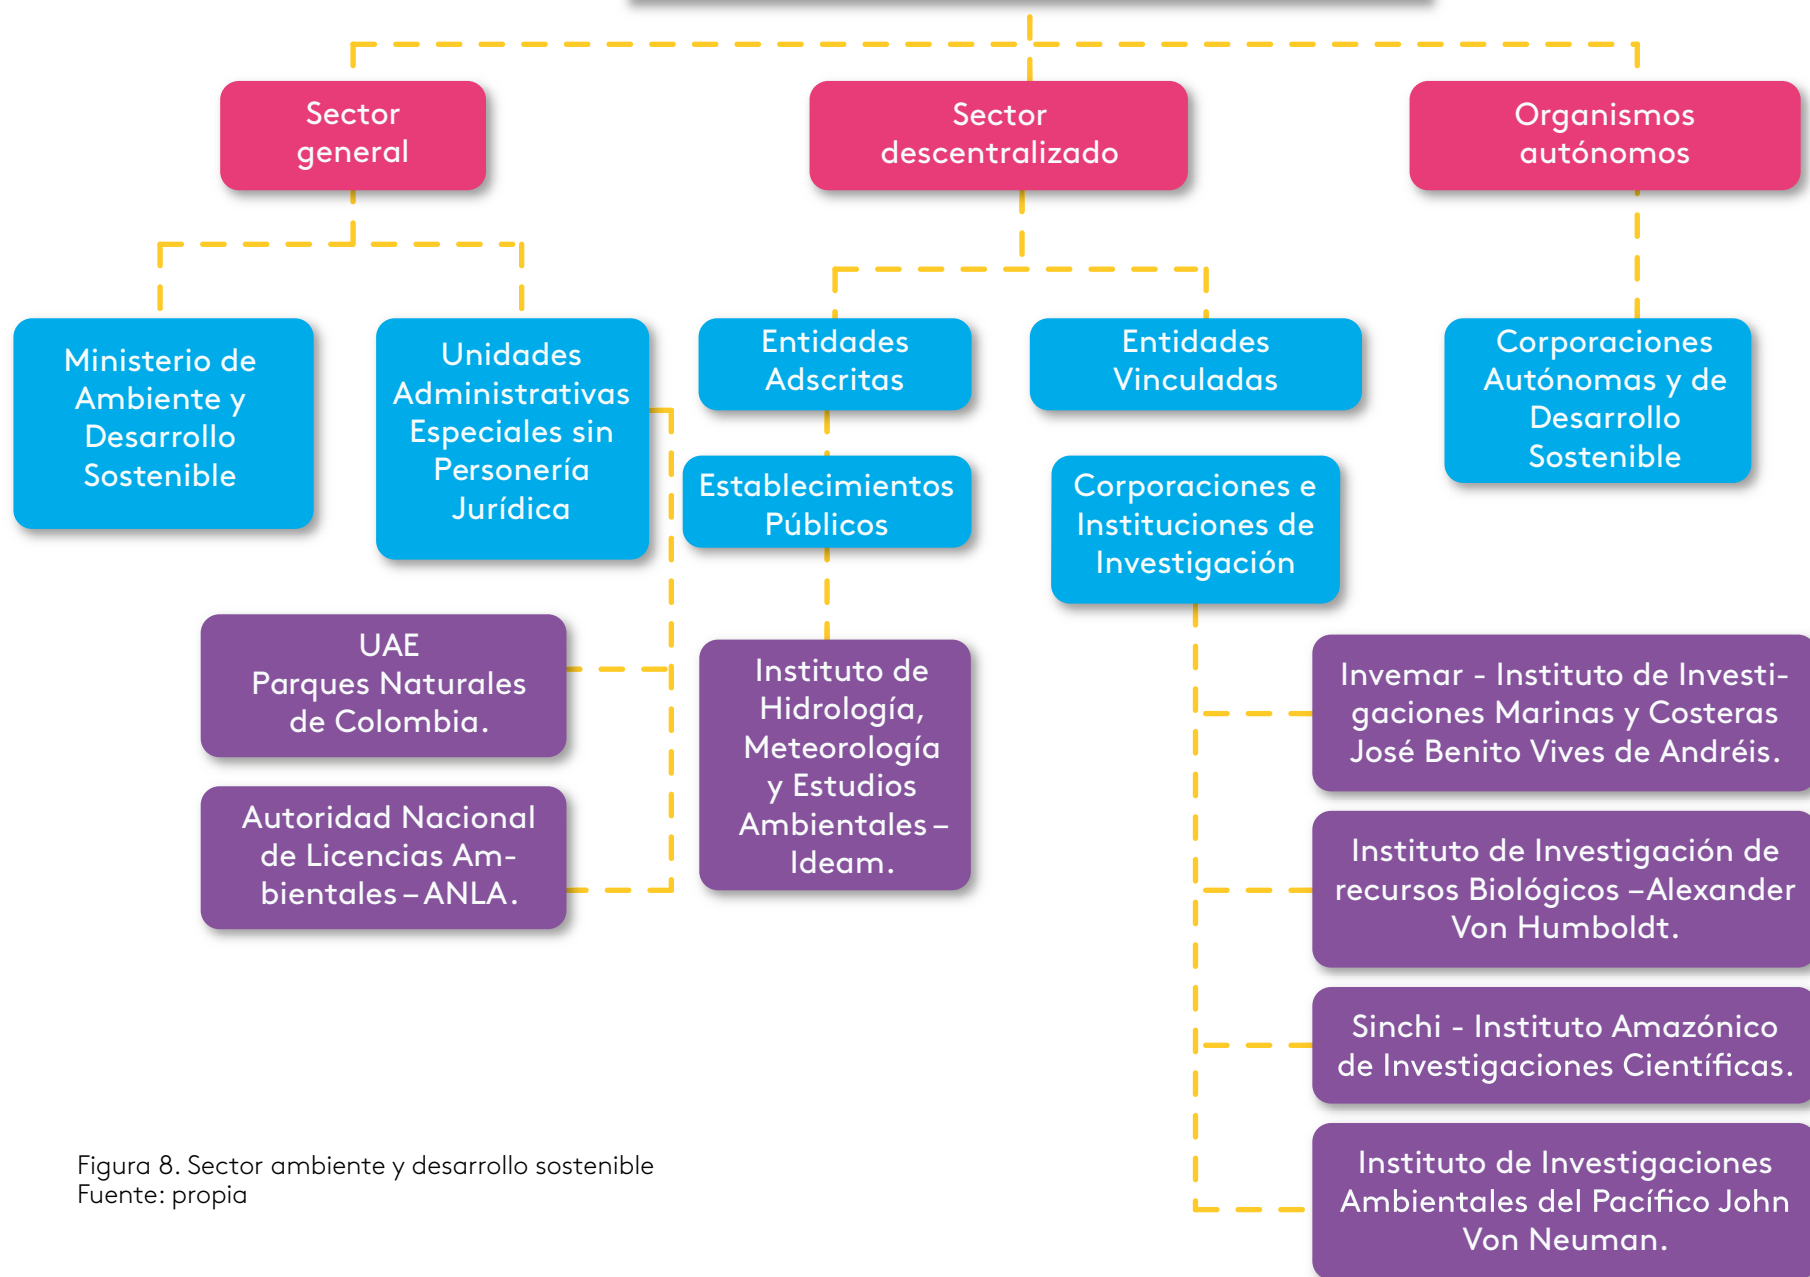 Sector
general
Sector
descentralizado
Organismos
autónomos
Ministerio de
Ambiente y
Desarrollo
Sostenible
Unidades
Administrativas
Especiales sin
Personería
Jurídica
Entidades
Adscritas
Entidades
Vinculadas
Corporaciones
Autónomas y de
Desarrollo
Sostenible
Establecimientos
Públicos
Corporaciones e
Instituciones de
Investigación
UAE
Parques Naturales
de Colombia.
Autoridad Nacional
de Licencias Am-
bientales – ANLA.
Instituto de
Hidrología,
Meteorología
y Estudios
Ambientales –
Ideam.
Invemar - Instituto de Investi-
gaciones Marinas y Costeras
José Benito Vives de Andréis.
Instituto de Investigación de
recursos Biológicos – Alexander
Von Humboldt.
Sinchi - Instituto Amazónico
de Investigaciones Científicas.
Instituto de Investigaciones
Ambientales del Pacífico John
Von Neuman.
Figura 8. Sector ambiente y desarrollo sostenible
Fuente: propia